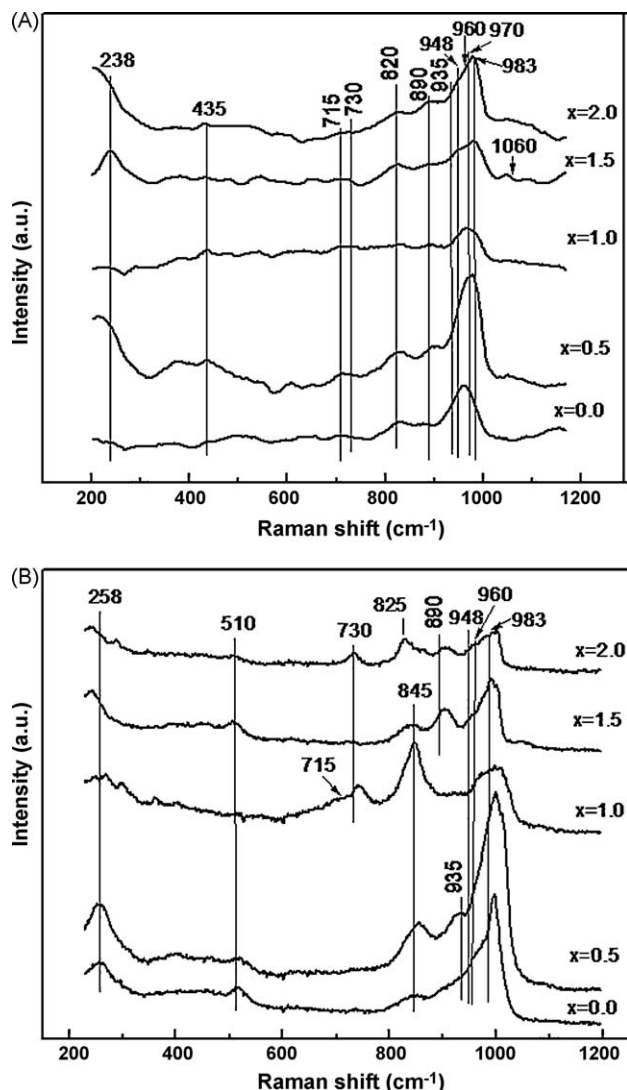 (A)
238
435
715
730
820
890
935
948
960
970
983
1060
x=2.0
x=1.5
x=1.0
x=0.5
x=0.0
Intensity (a.u.)
200 400 600 800 1000 1200
Raman shift (cm-1)
(B)
258
510
730
825
890
948
960
983
845
715
935
x=2.0
x=1.5
x=1.0
x=0.5
x=0.0
Intensity (a.u.)
200 400 600 800 1000 1200
Raman shift (cm-1)